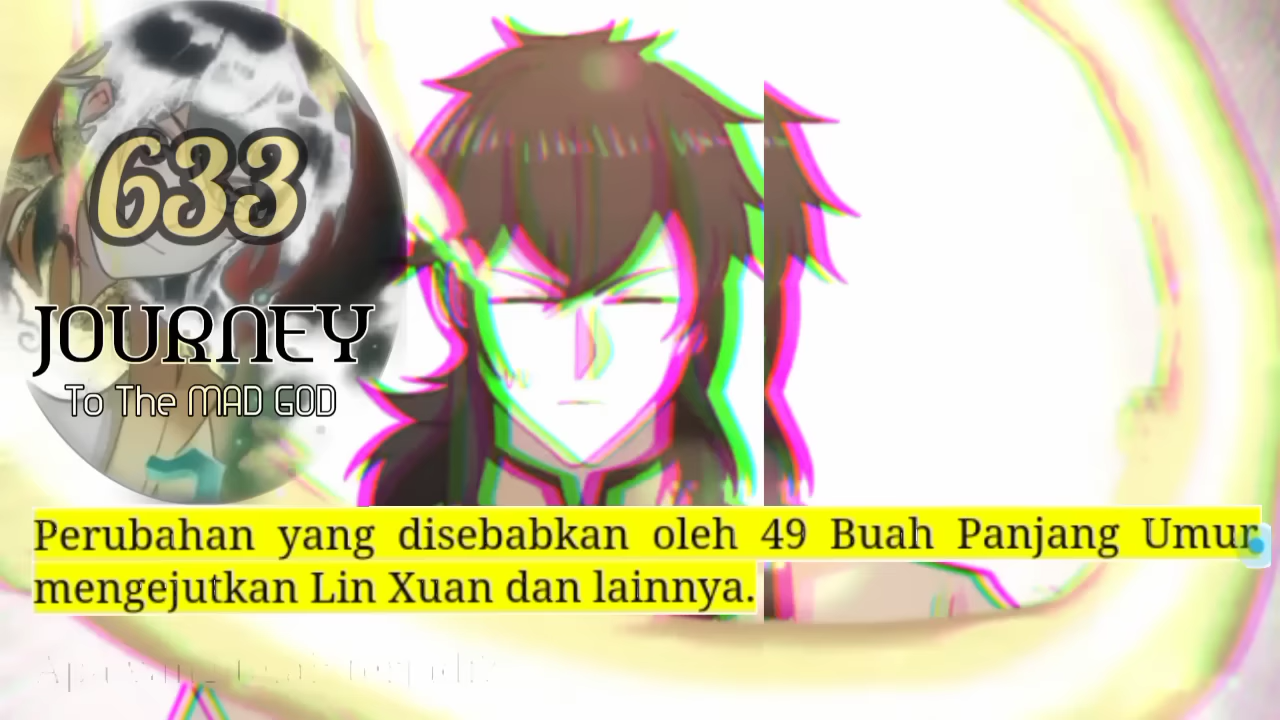 633
JOURNEY
To The MAD GOD
Perubahan yang disebabkan oleh 49 Buah Panjang Umur
mengejutkan Lin Xuan dan lainnya.